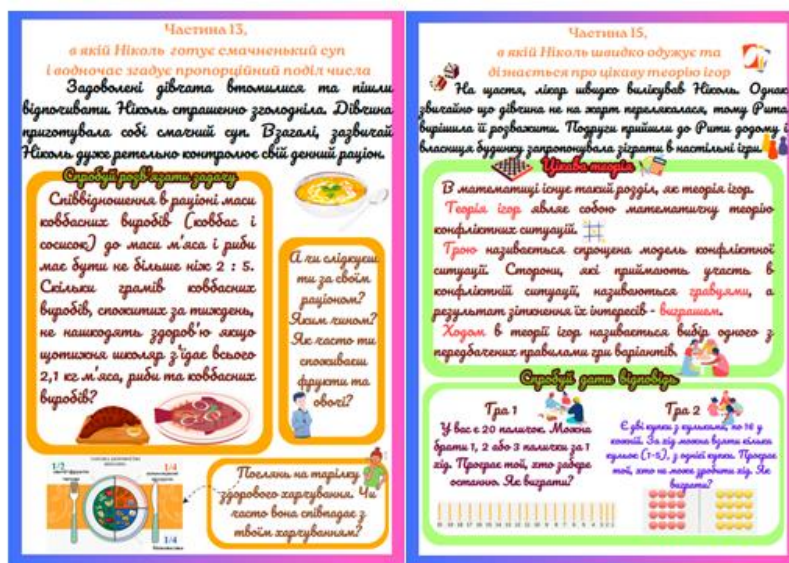 Частина 13,
в якій Ніколь готує смачненький суп
і водночас згадує пропорційний поділ числа
Задоволені дівчата втомилися та пішли
відпочивати. Ніколь страшенно зголодніла. Дівчина
приготувала собі смачний суп. Взагалі, зазвичай
Ніколь дуже ретельно контролює свій денний раціон.
Спробуй розв'язати задачу
Співвідношення в раціоні маси
ковбасних виробів (ковбас і
сосисок) до маси м'яса і риби
має бути не більше ніж 2 : 5.
Скільки грамів ковбасних
виробів, спожитих за тиждень,
не нашкодять здоров'ю якщо
щотижня школяр з'їдає всього
2,1 кг м'яса, риби та ковбасних
виробів?
А чи слідкуєш
ти за своїм
раціоном?
Яким чином?
Як часто ти
споживаєш
фрукти та
овочі?
1/2
1/4
1/4
Поглянь на тарілку
здорового харчування. Чи
часто вона співпадає з
твоїм харчуванням?
Частина 15,
в якій Ніколь швидко одужує та
дізнається про цікаву теорію ігор
На щастя, лікар швидко вилікував Ніколь. Однак
звичайно що дівчина не на жарт перелякалася, тому Рита
вирішила її розважити. Подруги прийшли до Рити додому і
власниця будинку запропонувала зіграти в настільні ігри.
Цікава теорія
В математиці існує такий розділ, як теорія ігор.
Теорія ігор являє собою математичну теорію
конфліктних ситуацій.
Грою називається спрощена модель конфліктної
ситуації. Сторони, які приймають участь в
конфліктній ситуації, називаються гравцями, а
результат зіткнення їх інтересів - виграшем.
Ходом в теорії ігор називається вибір одного з
передбачених правилами гри варіантів.
Спробуй дати відповідь
Гра 1
У вас є 20 паличок. Можна
брати 1, 2 або 3 палички за 1
хід. Програє той, хто забере
останню. Як виграти?
Гра 2
Є дві купки з кульками, по 16 у
кожній. За хід можна взяти кілька
кульок (1-5), з однієї купки. Програє
той, хто не може зробити хід. Як
виграти?